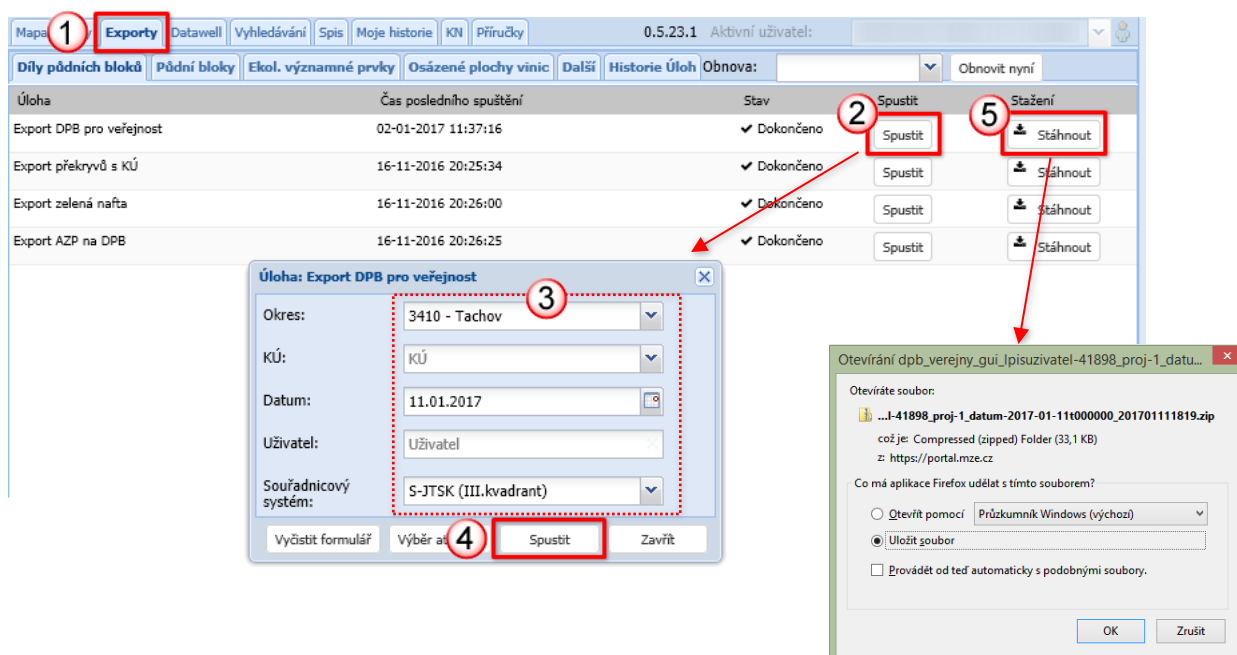 Mapa 1 y Exporty Datawell Vyhledávání Spis Moje historie KN Příručky 0.5.23.1 Aktivní uživatel:
Díly půdních bloků Půdní bloky Ekol. významné prvky Osázené plochy vinic Další Historie Úloh Obnova: Obnovit nyní
Úloha Čas posledního spuštění Stav Spustit Stažení
2 5
Export DPB pro veřejnost 02-01-2017 11:37:16 Dokončeno Spustit Stáhnout
Export překryvů s KÚ 16-11-2016 20:25:34 Dokončeno Spustit Stáhnout
Export zelená nafta 16-11-2016 20:26:00 Dokončeno Spustit Stáhnout
Export AZP na DPB 16-11-2016 20:26:25 Dokončeno Spustit Stáhnout
Úloha: Export DPB pro veřejnost
3
Okres: 3410 - Tachov
KÚ: KÚ
Datum: 11.01.2017
Uživatel: Uživatel
Souřadnicový
systém: S-JTSK (III.kvadrant)
Vyčistit formulář Výběr at 4 Spustit Zavřít
Otevírání dpb_verejny_gui_lpisuzivatel-41898_proj-1_datu...
Otevíráte soubor:
...l-41898_proj-1_datum-2017-01-11t000000_201701111819.zip
což je: Compressed (zipped) Folder (33,1 KB)
z: https://portal.mze.cz
Co má aplikace Firefox udělat s tímto souborem?
Otevřít pomocí Průzkumník Windows (výchozí)
Uložit soubor
Provádět od teď automaticky s podobnými soubory.
OK Zrušit